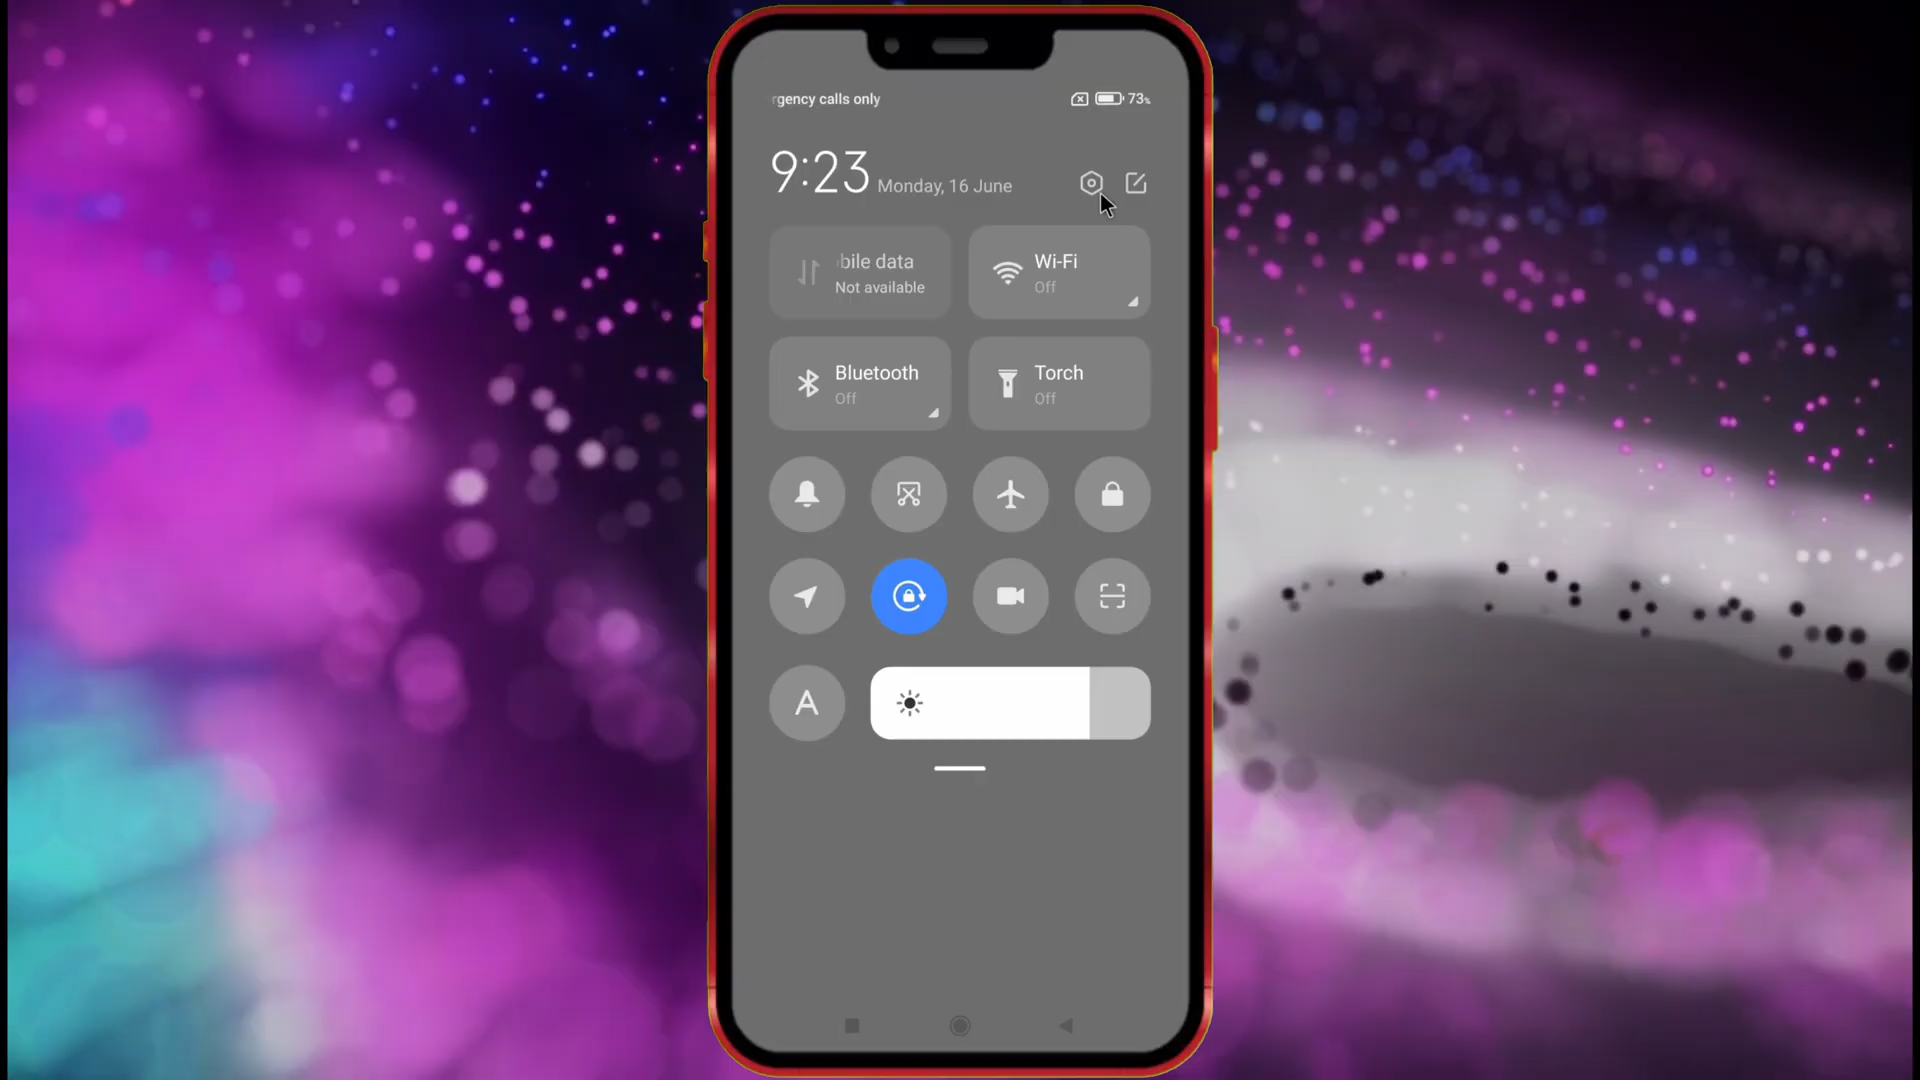 rgency calls only
73%
9:23 Monday, 16 June
bile data
Not available
Wi-Fi
Off
Bluetooth
Off
Torch
Off
A